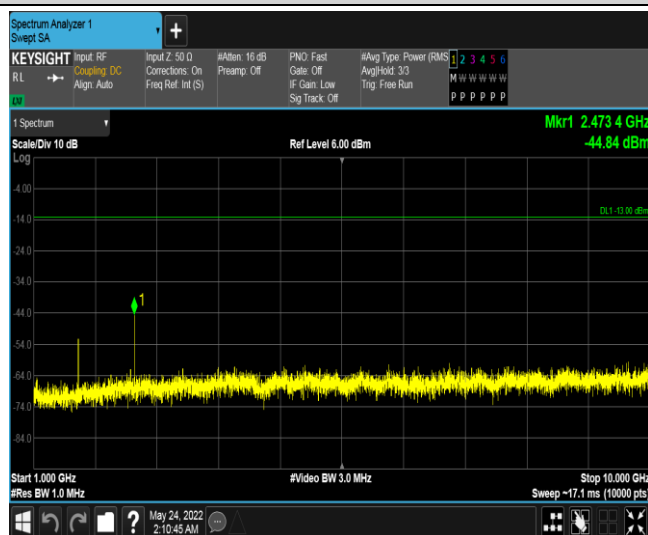 Spectrum Analyzer 1
Swept SA
+
KEYSIGHT Input: RF Input Z: 50 Ω #Atten: 16 dB PNO: Fast #Avg Type: Power (RMS 1 2 3 4 5 6
RL Coupling: DC Corrections: On Preamp: Off Gate: Off Avg|Hold: 3/3 M W W W W W
Align: Auto Freq Ref: Int (S) IF Gain: Low Trig: Free Run P P P P P P
Sig Track: Off
1 Spectrum Mkr1 2.473 4 GHz
Scale/Div 10 dB Ref Level 6.00 dBm -44.84 dBm
Log
-4.00
DL1 -13.00 dBm
-14.0
-24.0
-34.0
1
-44.0
-54.0
-64.0
-74.0
-84.0
Start 1.000 GHz #Video BW 3.0 MHz Stop 10.000 GHz
#Res BW 1.0 MHz Sweep ~17.1 ms (10000 pts)
? May 24, 2022
2:10:45 AM